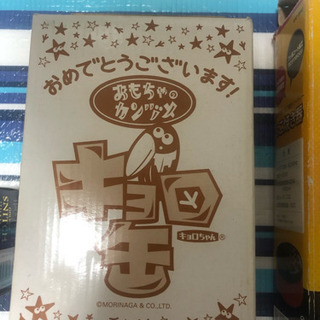 おめでとうございます!
おもちゃの
カンヅメ
キョロ
と
缶
キョロちゃん®
©MORINAGA & CO.,LTD.